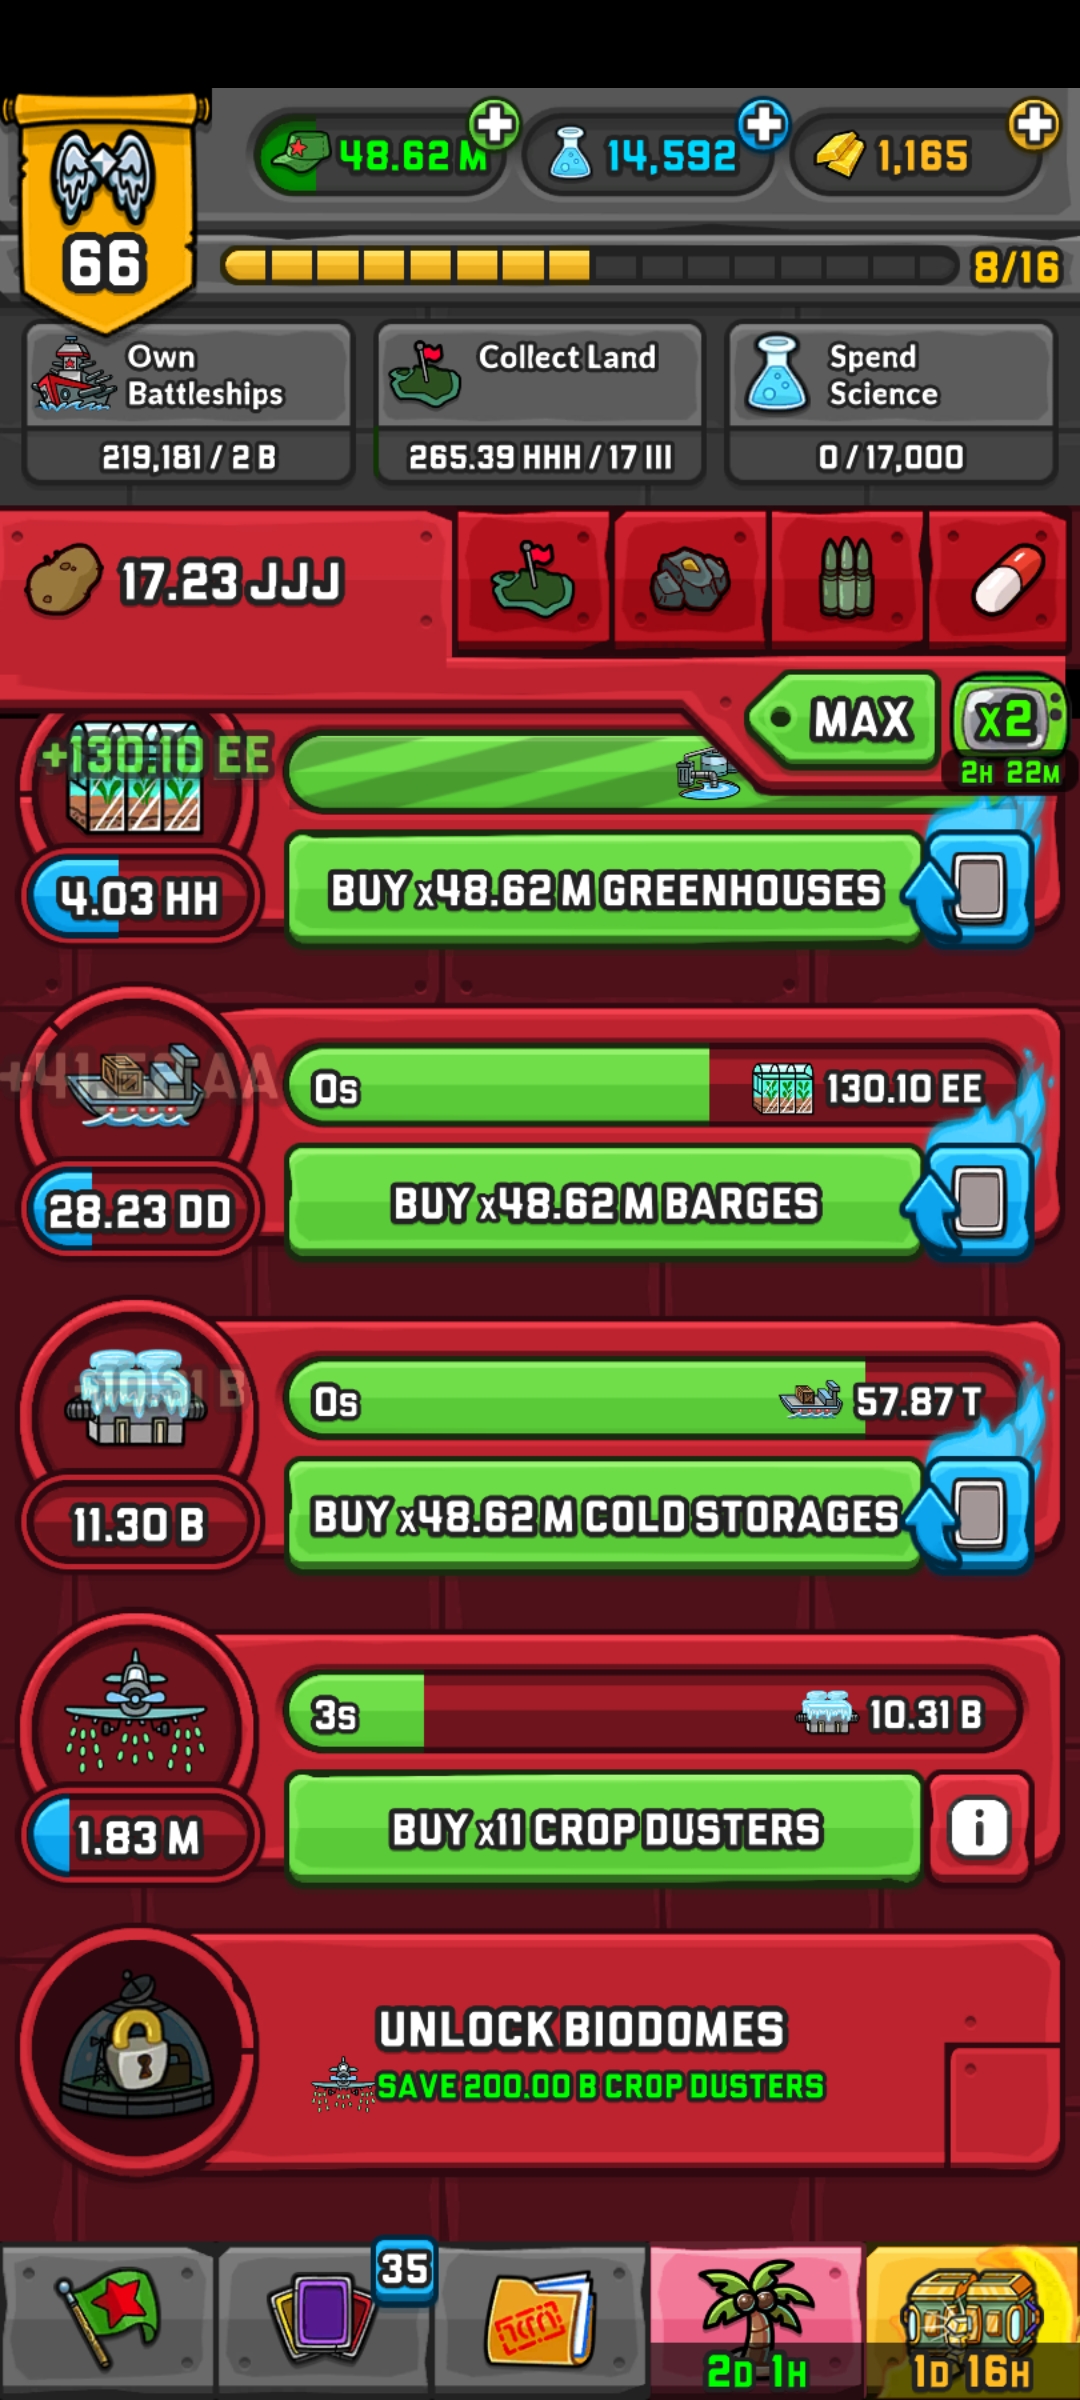 48.62 M
14,592
1,165
66
8/16
Own
Battleships
219,181 / 2 B
Collect Land
265.39 HHH / 17 III
Spend
Science
0 / 17,000
17.23 JJJ
MAX
x2
2H 22M
+130.10 EE
4.03 HH
BUY x48.62 M GREENHOUSES
0s
130.10 EE
28.23 DD
BUY x48.62 M BARGES
0s
57.87 T
11.30 B
BUY x48.62 M COLD STORAGES
3s
10.31 B
1.83 M
BUY x11 CROP DUSTERS
i
UNLOCK BIODOMES
SAVE 200.00 B CROP DUSTERS
35
2D 1H
1D 16H